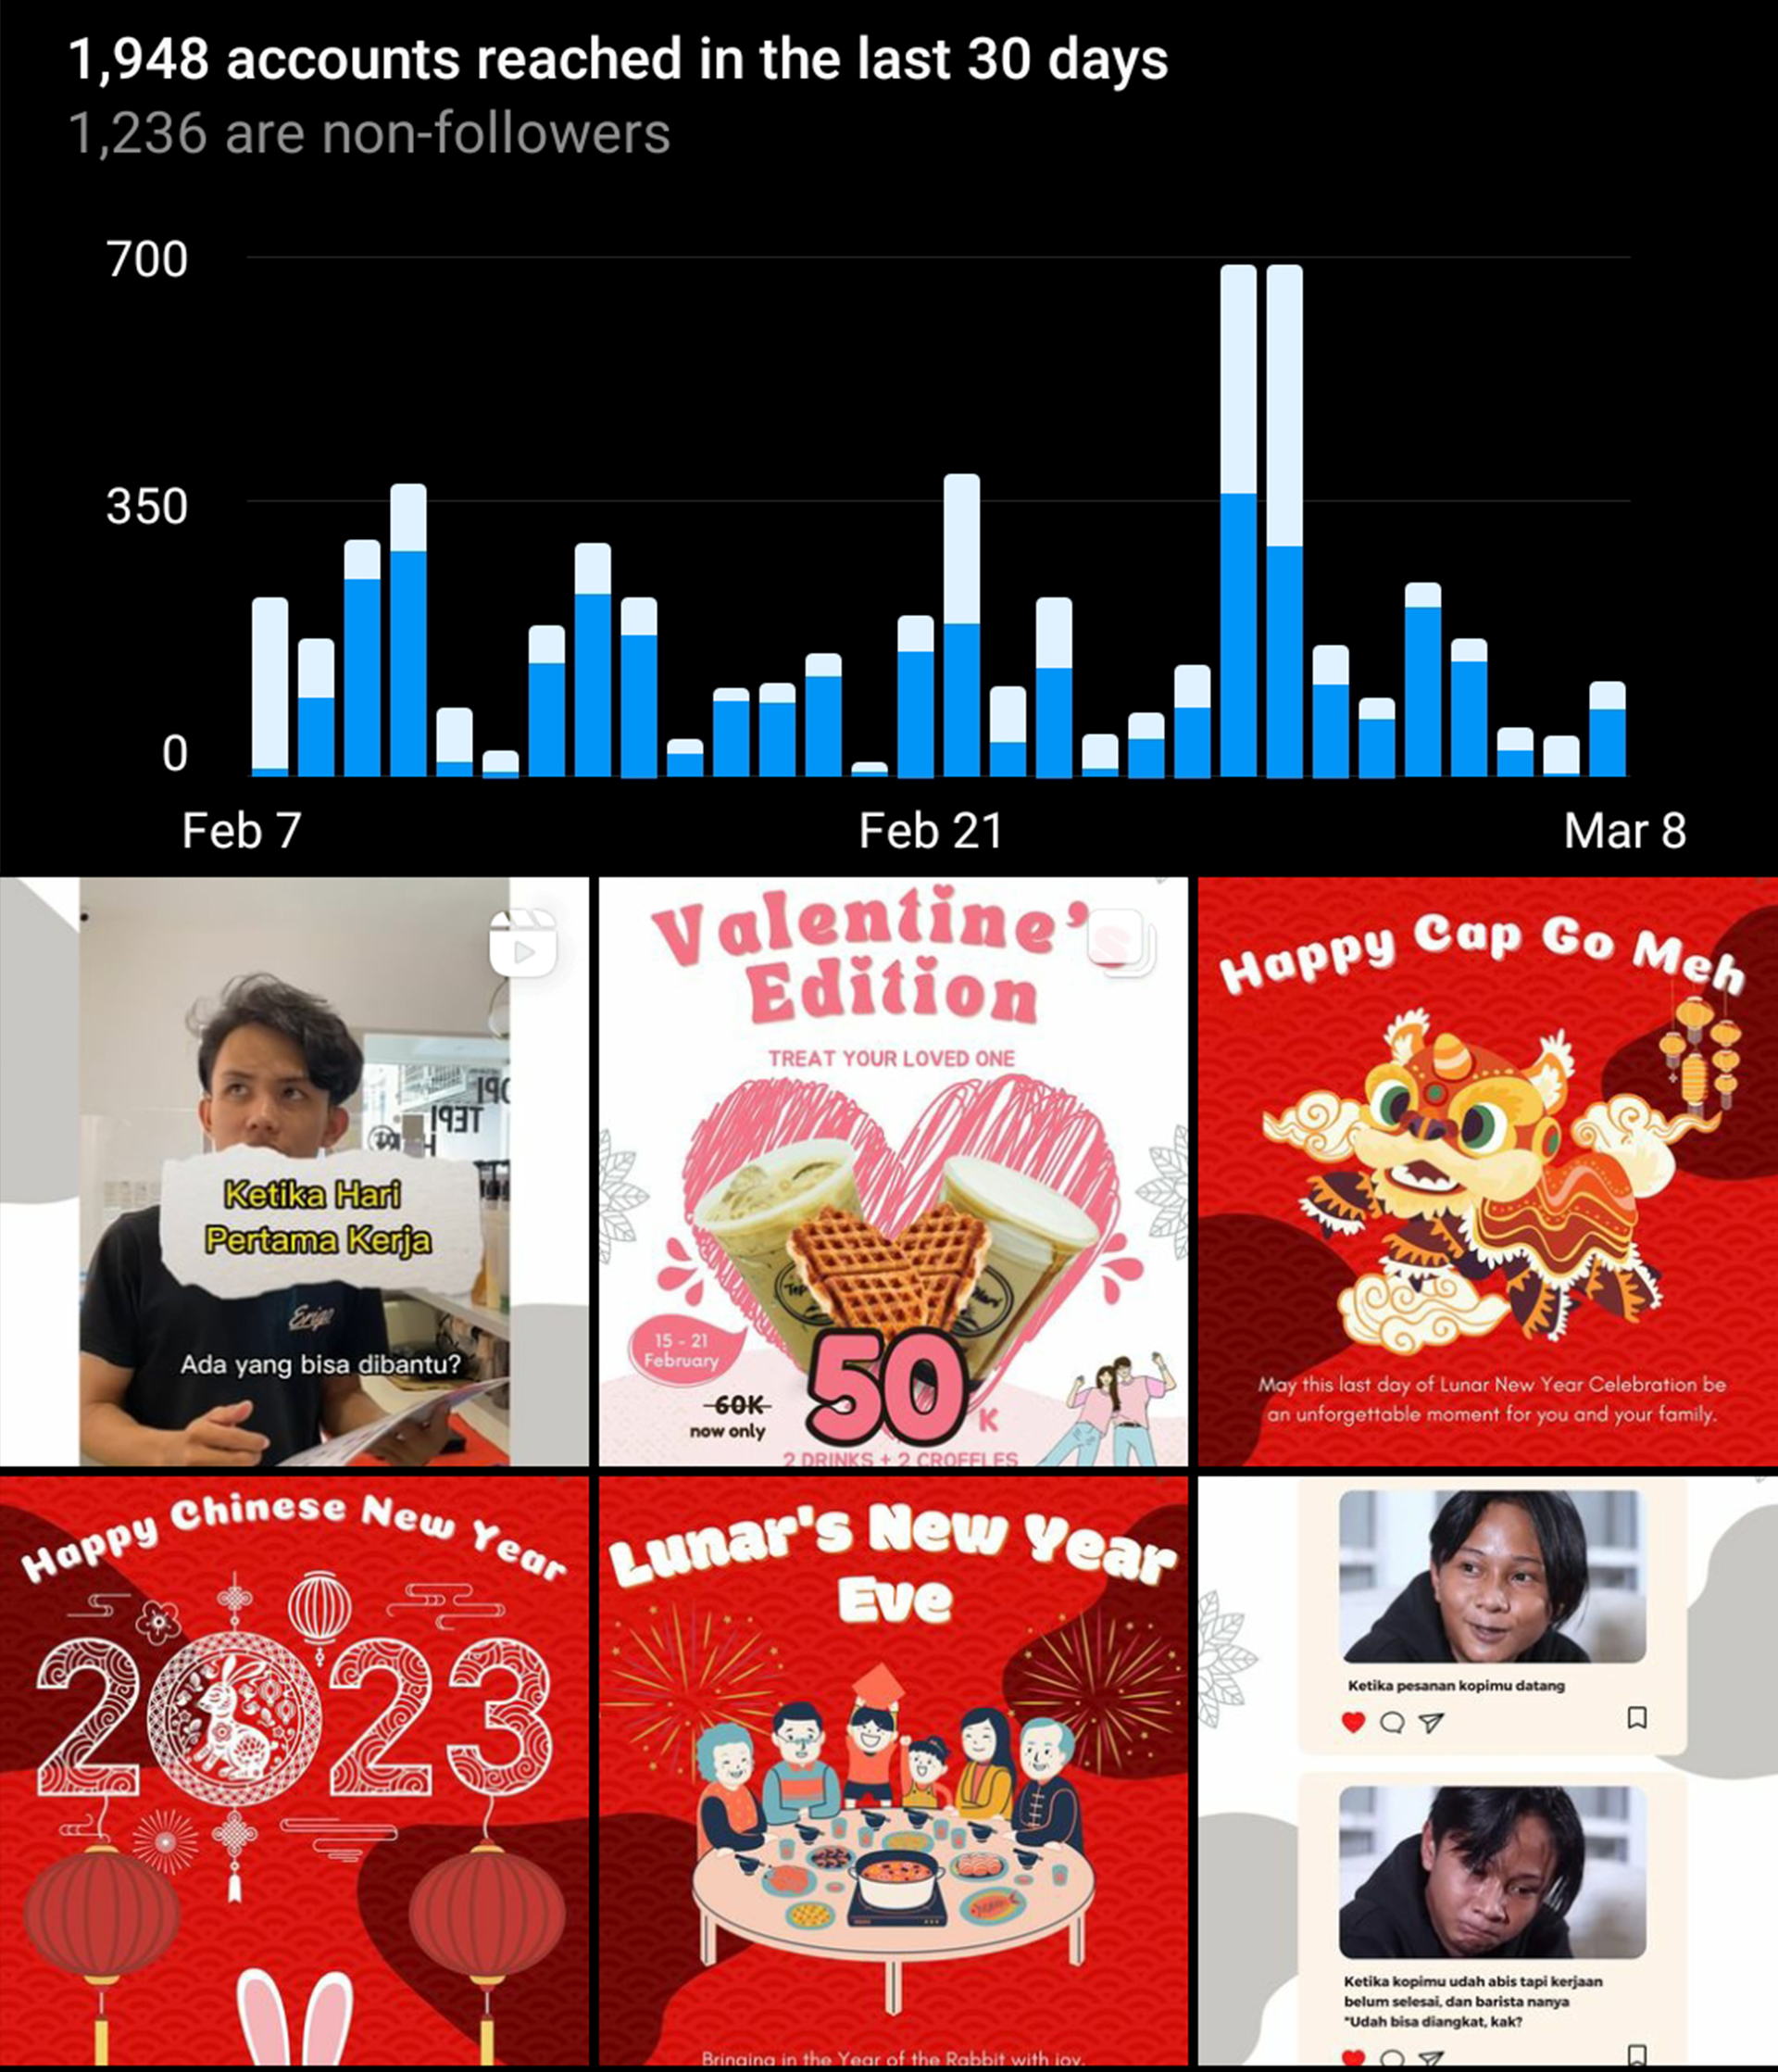 1,948 accounts reached in the last 30 days
1,236 are non-followers
700
350
0
Feb 7
Feb 21
Mar 8
TEPI
Ketika Hari
Pertama Kerja
Erigo
Ada yang bisa dibantu?
Valentine's
Edition
TREAT YOUR LOVED ONE
15 - 21
February
60K
now only
50
K
2 DRINKS + 2 CROFFLES
Happy Cap Go Meh
May this last day of Lunar New Year Celebration be
an unforgettable moment for you and your family.
Happy Chinese New Year
2023
Lunar's New Year
Eve
Bringing in the Year of the Rabbit with joy,
Ketika pesanan kopimu datang
Ketika kopimu udah abis tapi kerjaan
belum selesai, dan barista nanya
"Udah bisa diangkat, kak?